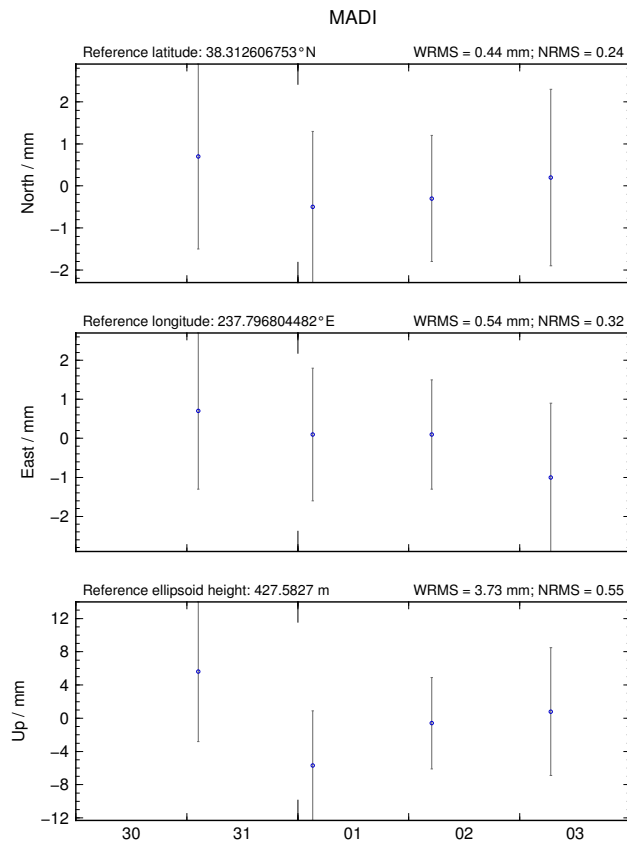 MADI
Reference latitude: 38.312606753°N WRMS = 0.44 mm; NRMS = 0.24
North / mm
2
1
0
−1
−2
Reference longitude: 237.796804482°E WRMS = 0.54 mm; NRMS = 0.32
East / mm
2
1
0
−1
−2
Reference ellipsoid height: 427.5827 m WRMS = 3.73 mm; NRMS = 0.55
Up / mm
12
8
4
0
−4
−8
−12
30 31 01 02 03